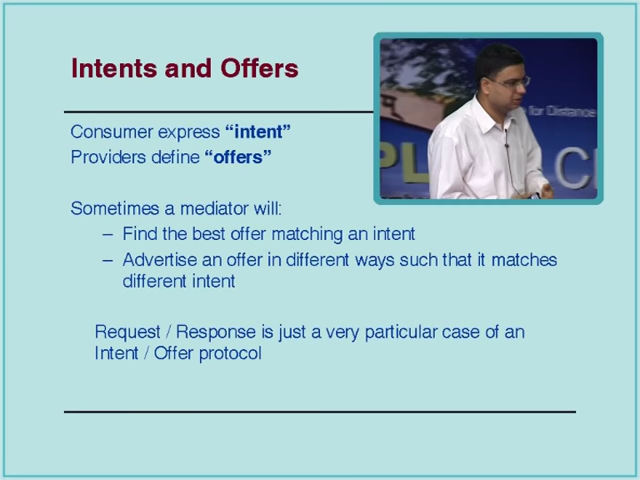 Intents and Offers
for Distance
PL
C
Consumer express “intent”
Providers define “offers”
Sometimes a mediator will:
– Find the best offer matching an intent
– Advertise an offer in different ways such that it matches
different intent
Request / Response is just a very particular case of an
Intent / Offer protocol